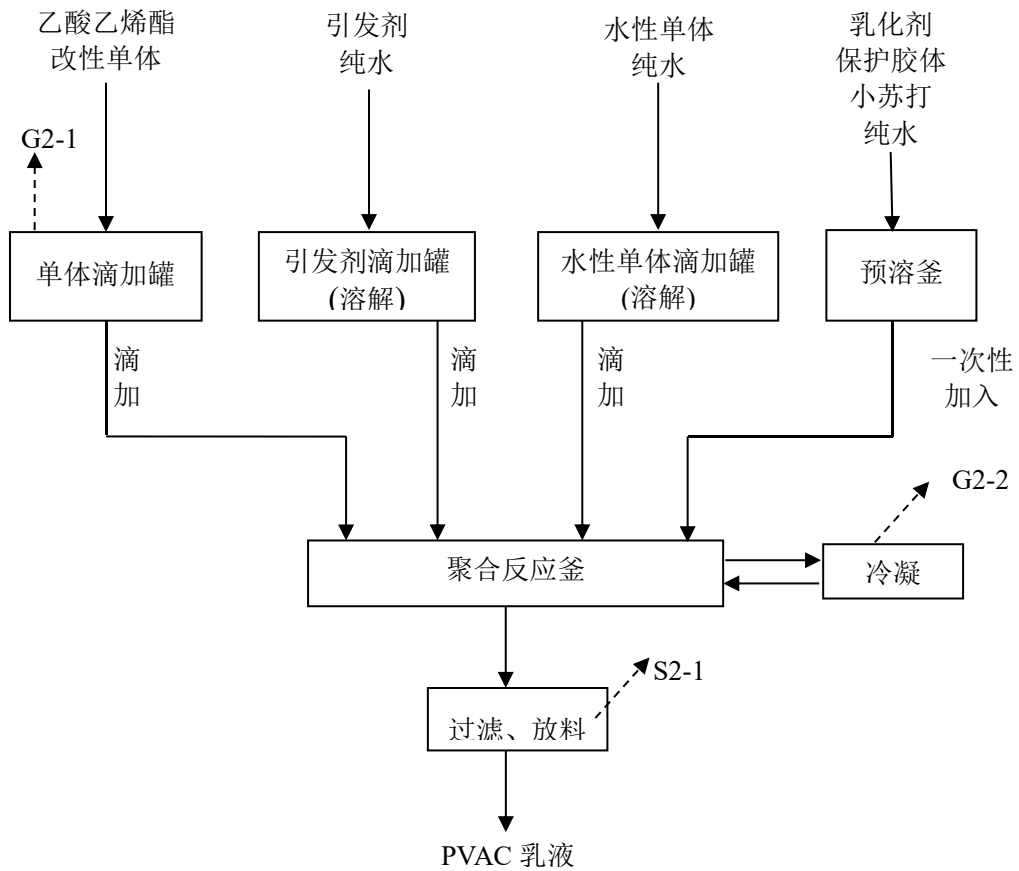 乙酸乙烯酯
改性单体
引发剂
纯水
水性单体
纯水
乳化剂
保护胶体
小苏打
纯水
G2-1
单体滴加罐
引发剂滴加罐
(溶解)
水性单体滴加罐
(溶解)
预溶釜
滴
加
滴
加
滴
加
一次性
加入
G2-2
聚合反应釜
冷凝
S2-1
过滤、放料
PVAC 乳液